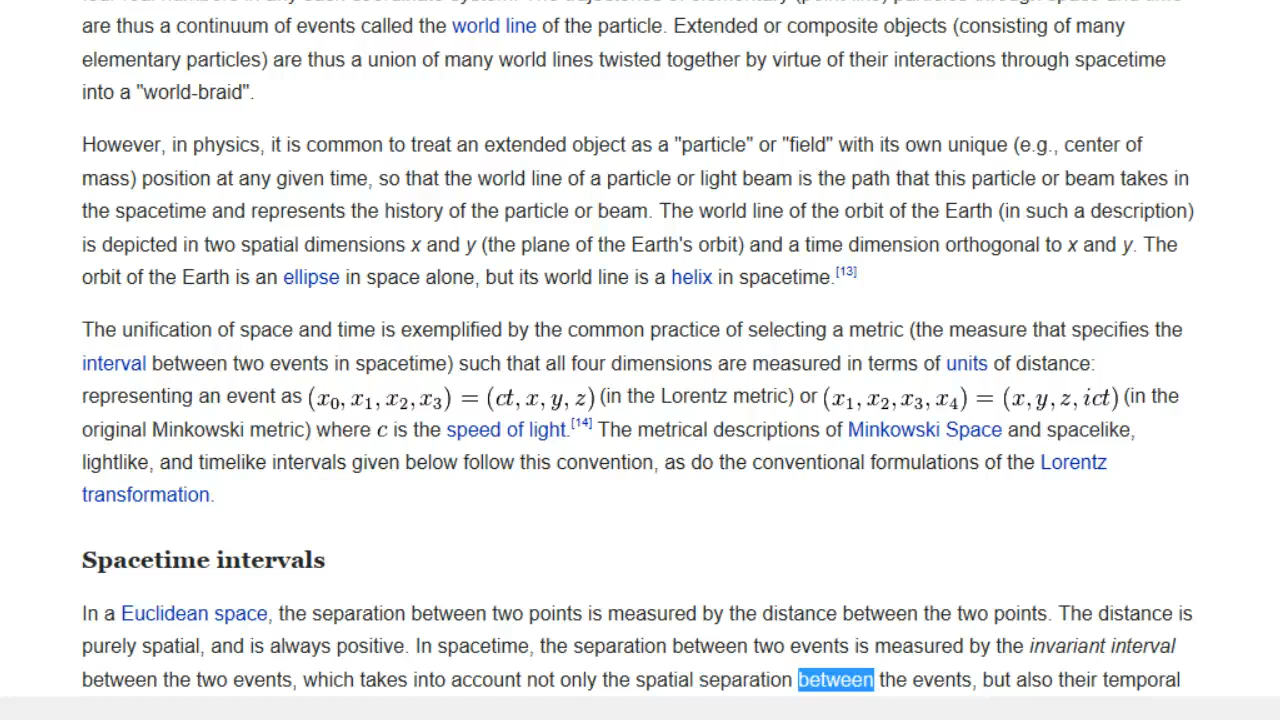 are thus a continuum of events called the world line of the particle. Extended or composite objects (consisting of many
elementary particles) are thus a union of many world lines twisted together by virtue of their interactions through spacetime
into a "world-braid".
However, in physics, it is common to treat an extended object as a "particle" or "field" with its own unique (e.g., center of
mass) position at any given time, so that the world line of a particle or light beam is the path that this particle or beam takes in
the spacetime and represents the history of the particle or beam. The world line of the orbit of the Earth (in such a description)
is depicted in two spatial dimensions x and y (the plane of the Earth's orbit) and a time dimension orthogonal to x and y. The
orbit of the Earth is an ellipse in space alone, but its world line is a helix in spacetime.[13]
The unification of space and time is exemplified by the common practice of selecting a metric (the measure that specifies the
interval between two events in spacetime) such that all four dimensions are measured in terms of units of distance:
representing an event as (x₀, x₁, x₂, x₃) = (ct, x, y, z) (in the Lorentz metric) or (x₁, x₂, x₃, x₄) = (x, y, z, ict) (in the
original Minkowski metric) where c is the speed of light.[14] The metrical descriptions of Minkowski Space and spacelike,
lightlike, and timelike intervals given below follow this convention, as do the conventional formulations of the Lorentz
transformation.
Spacetime intervals
In a Euclidean space, the separation between two points is measured by the distance between the two points. The distance is
purely spatial, and is always positive. In spacetime, the separation between two events is measured by the invariant interval
between the two events, which takes into account not only the spatial separation between the events, but also their temporal